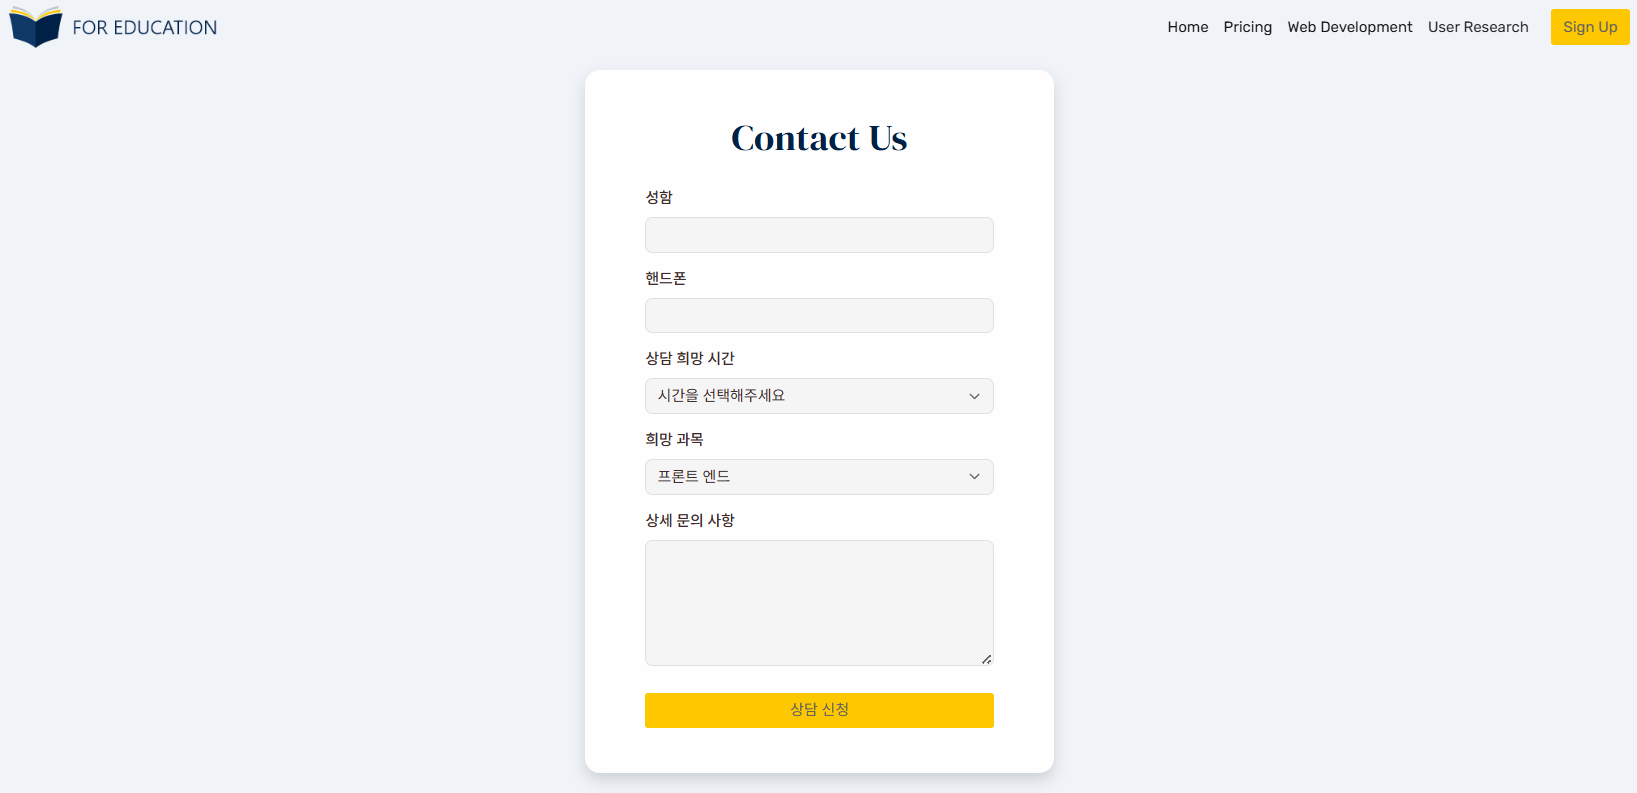 FOR EDUCATION
Home Pricing Web Development User Research Sign Up
Contact Us
성함
핸드폰
상담 희망 시간
시간을 선택해주세요
희망 과목
프론트 엔드
상세 문의 사항
상담 신청